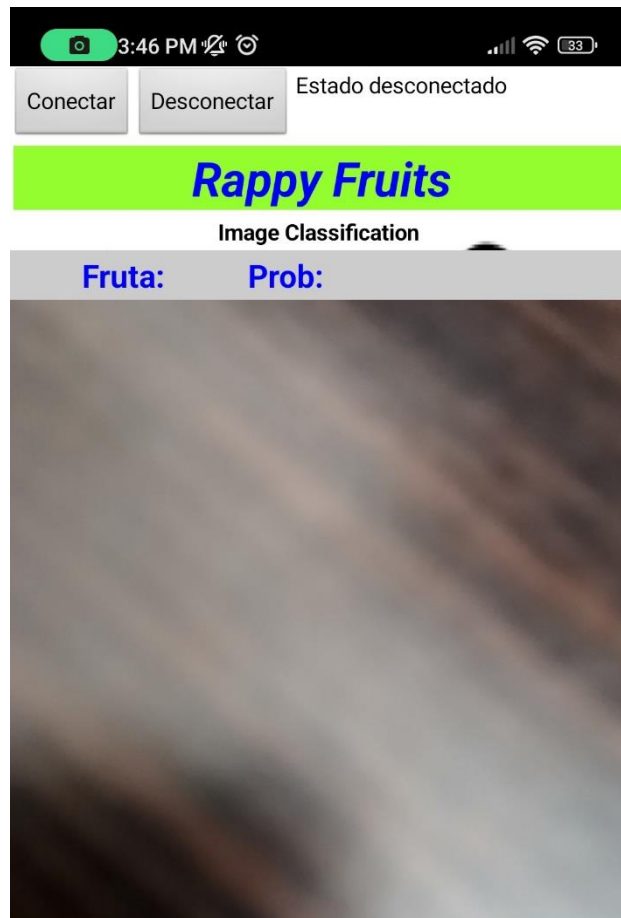 3:46 PM 33
Conectar Desconectar Estado desconectado
Rappy Fruits
Image Classification
Fruta: Prob: